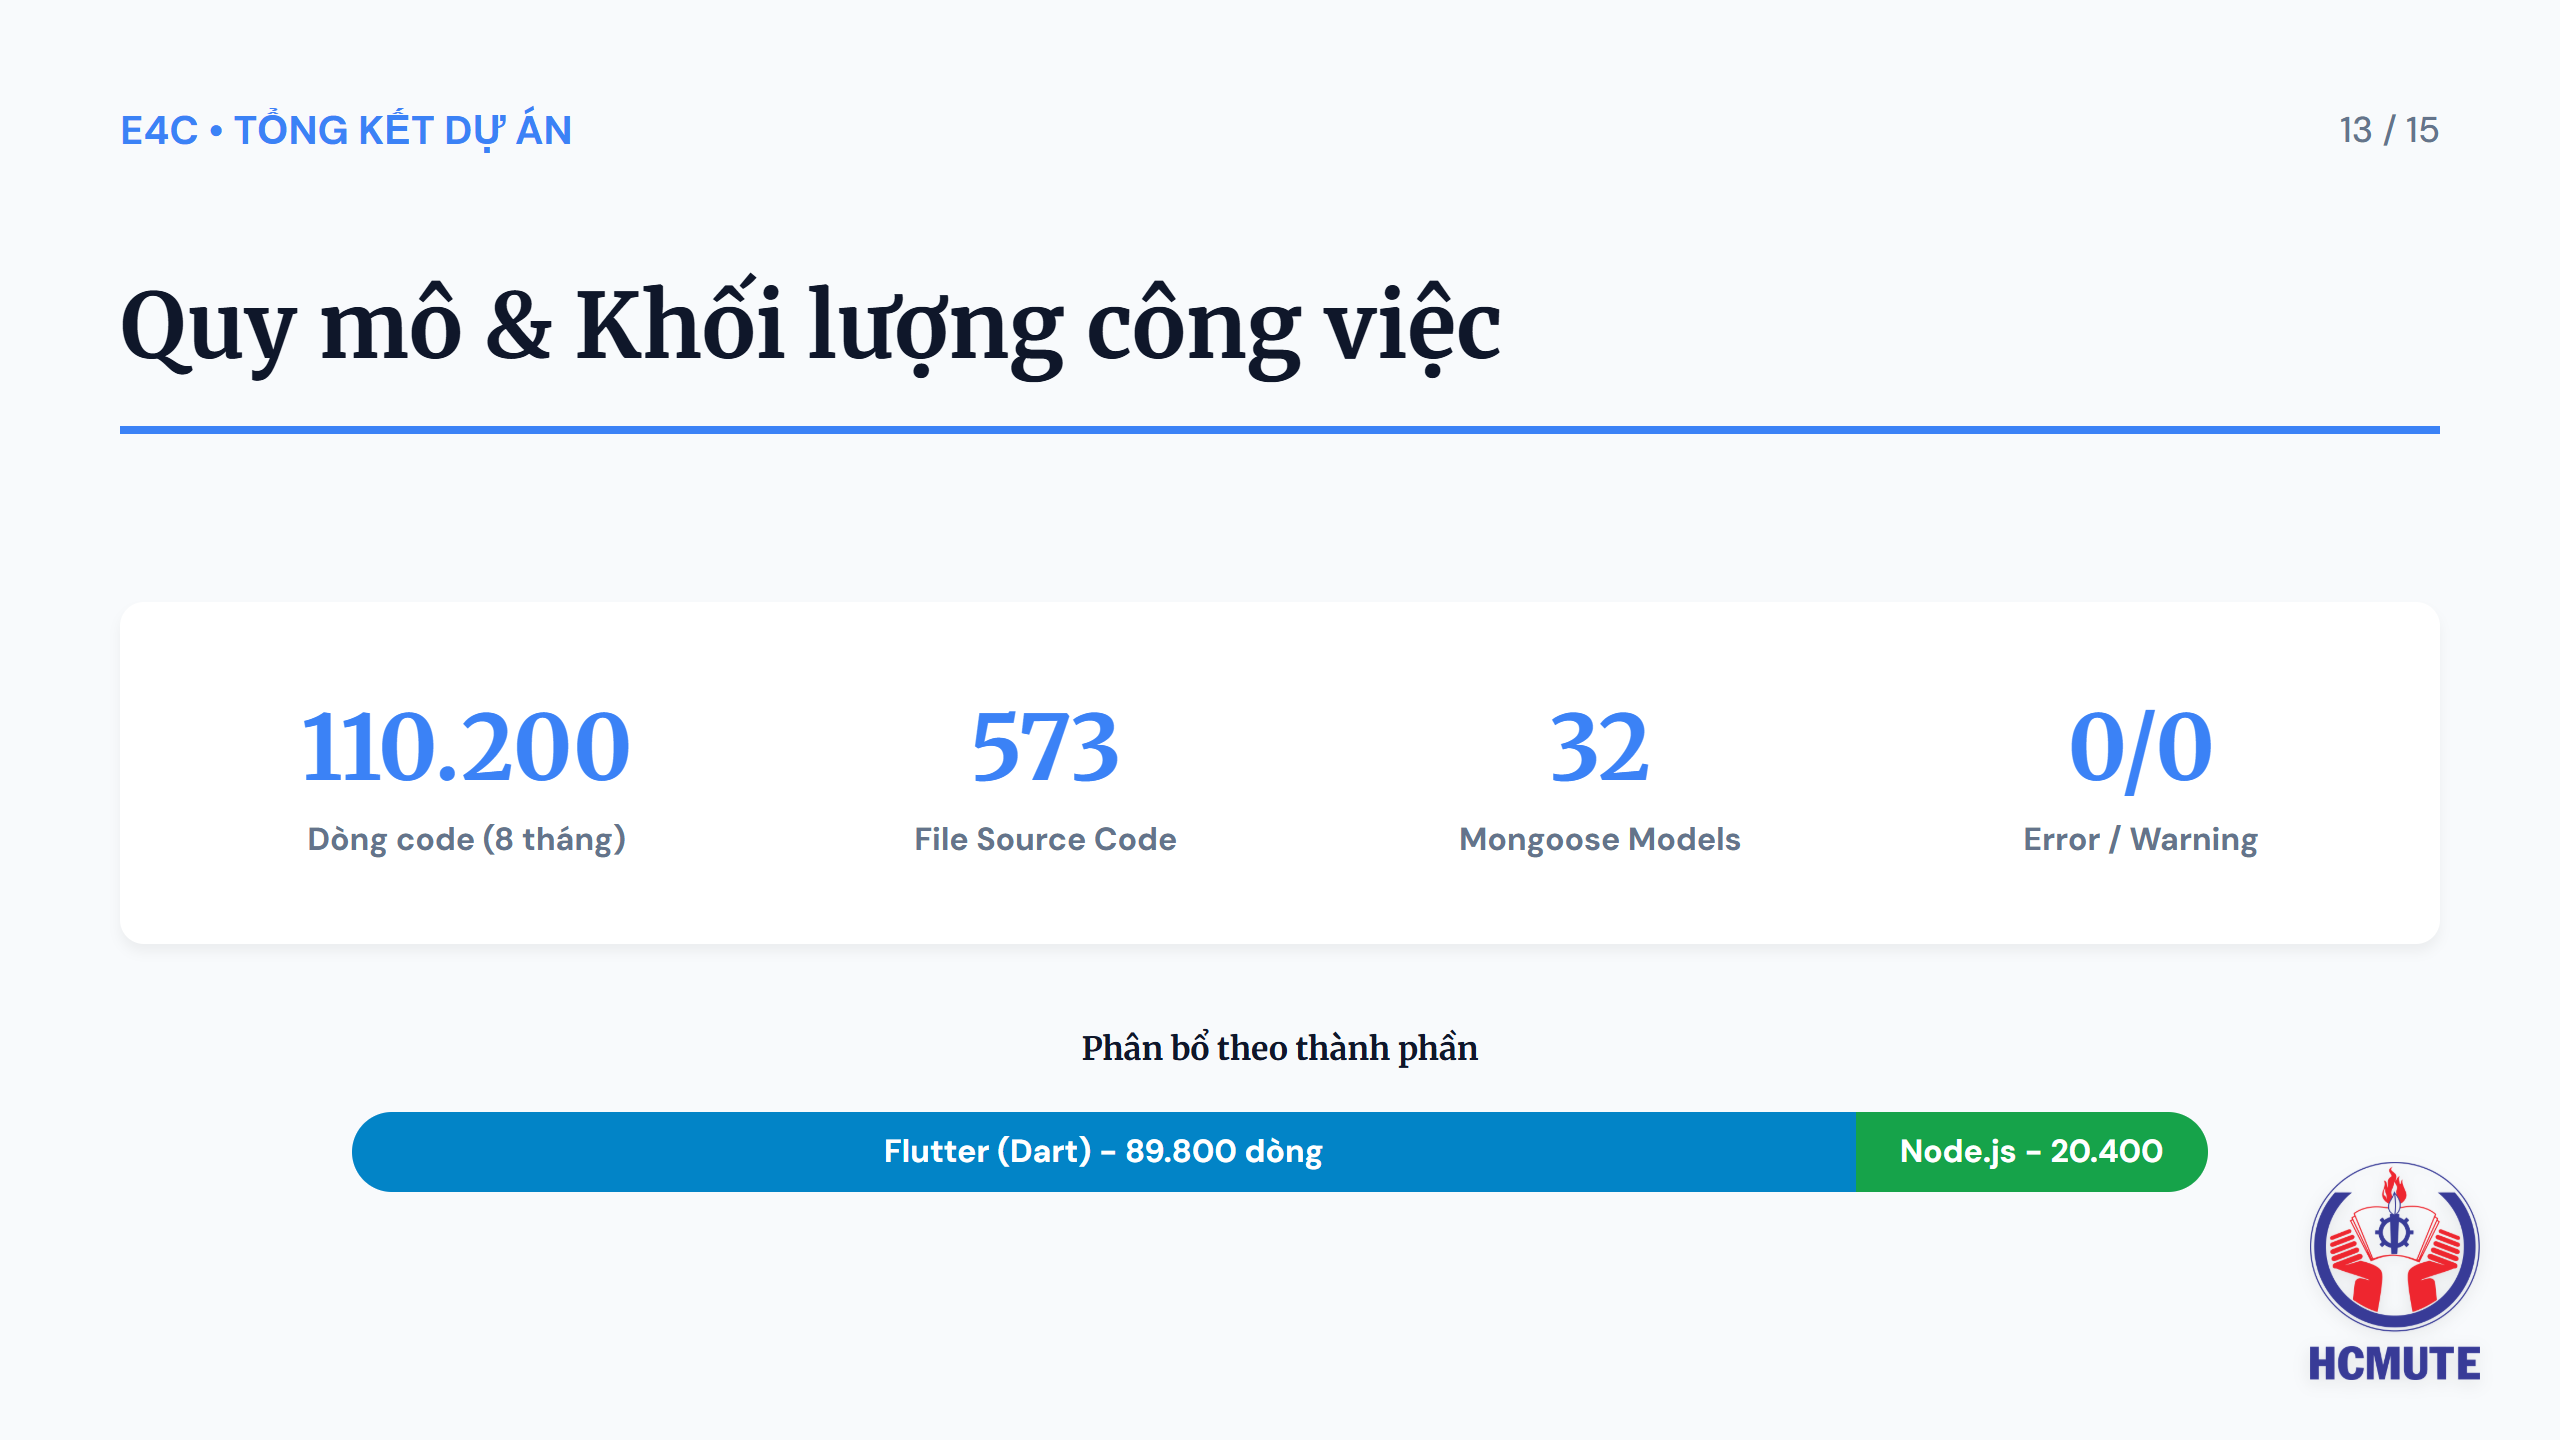 E4C • TỔNG KẾT DỰ ÁN
13 / 15
Quy mô & Khối lượng công việc
110.200
Dòng code (8 tháng)
573
File Source Code
32
Mongoose Models
0/0
Error / Warning
Phân bổ theo thành phần
Flutter (Dart) - 89.800 dòng
Node.js - 20.400
HCMUTE